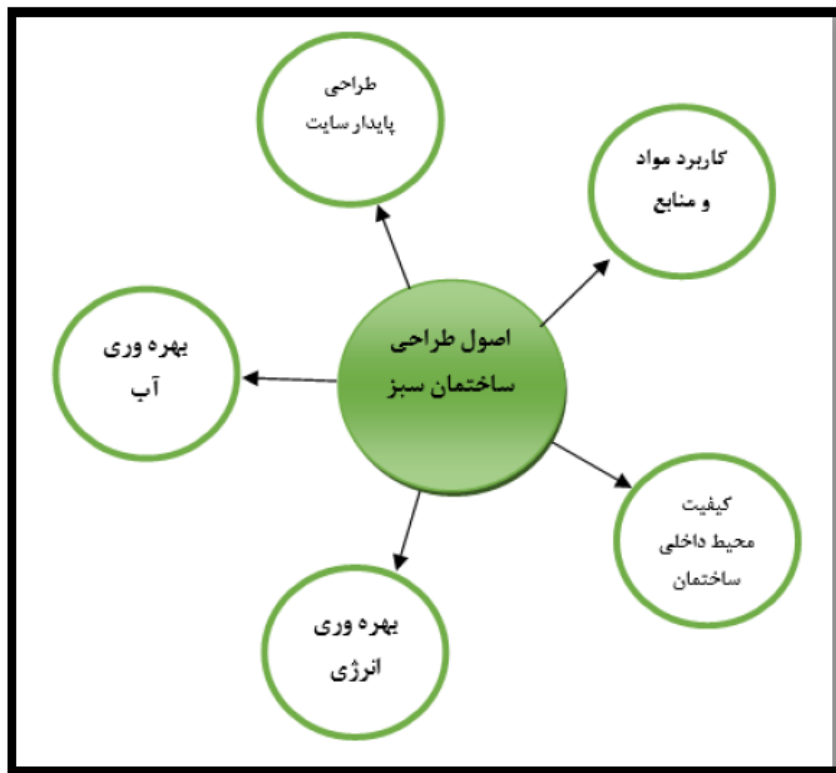 طراحی
پایدار سایت
کاربرد مواد
و منابع
اصول طراحی
ساختمان سبز
بهره وری
آب
کیفیت
محیط داخلی
ساختمان
بهره وری
انرژی